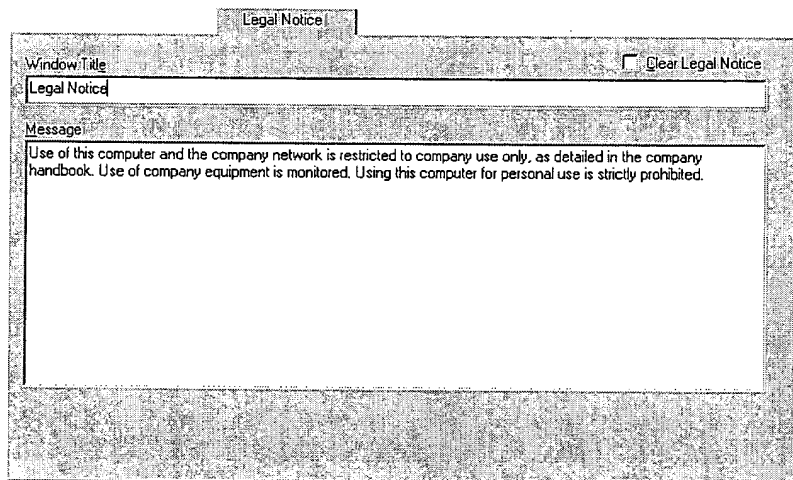 Legal Notice
Window Title
Clear Legal Notice
Legal Notice
Message
Use of this computer and the company network is restricted to company use only, as detailed in the company
handbook. Use of company equipment is monitored. Using this computer for personal use is strictly prohibited.